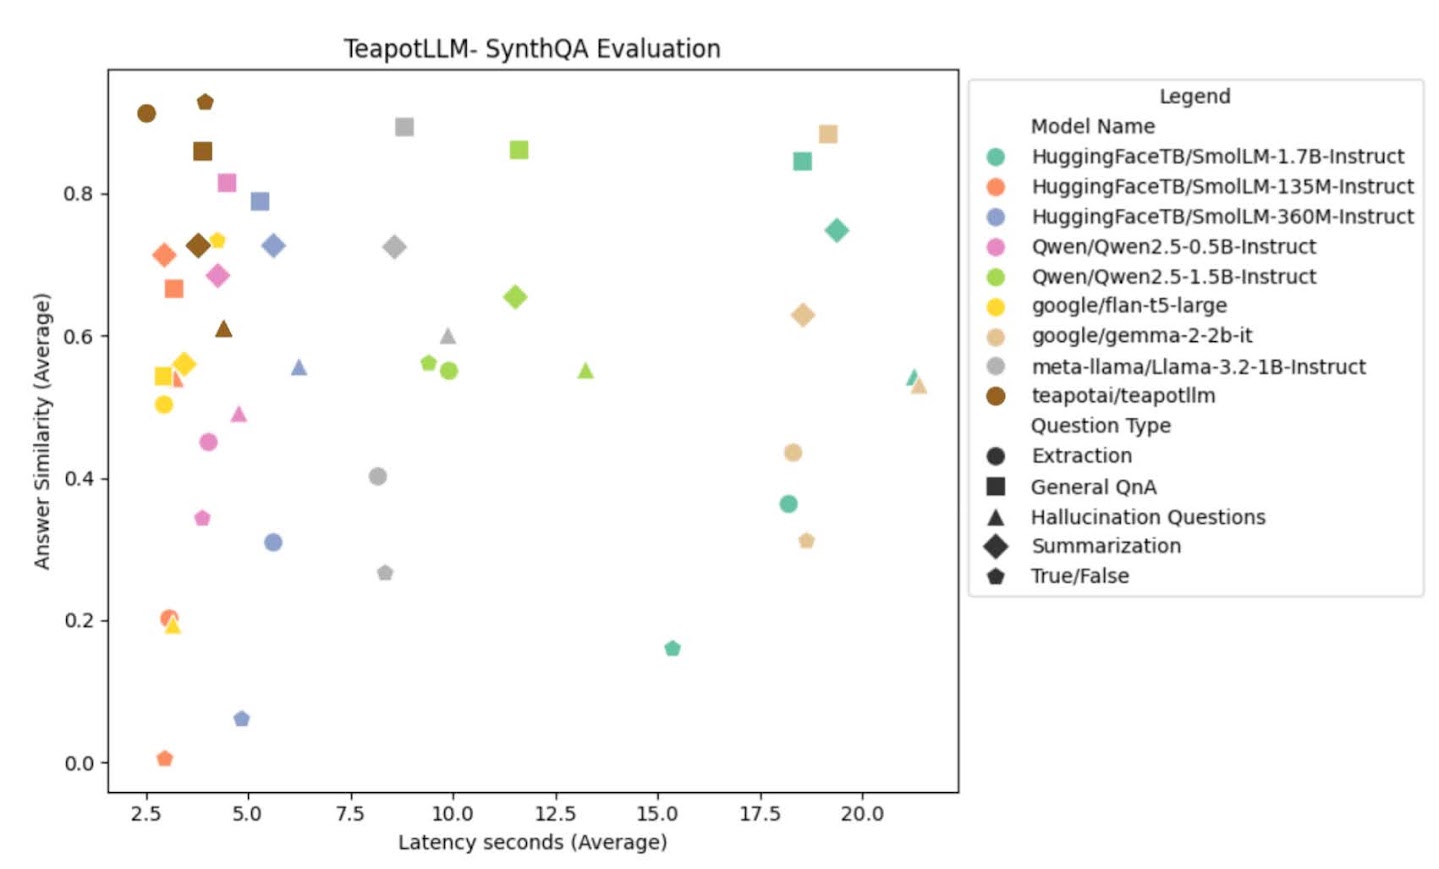 TeapotLLM- SynthQA Evaluation
Answer Similarity (Average)
0.8
0.6
0.4
0.2
0.0
2.5
5.0
7.5
10.0
12.5
15.0
17.5
20.0
Latency seconds (Average)
Legend
Model Name
HuggingFaceTB/SmolLM-1.7B-Instruct
HuggingFaceTB/SmolLM-135M-Instruct
HuggingFaceTB/SmolLM-360M-Instruct
Qwen/Qwen2.5-0.5B-Instruct
Qwen/Qwen2.5-1.5B-Instruct
google/flan-t5-large
google/gemma-2-2b-it
meta-llama/Llama-3.2-1B-Instruct
teapotai/teapotllm
Question Type
Extraction
General QnA
Hallucination Questions
Summarization
True/False